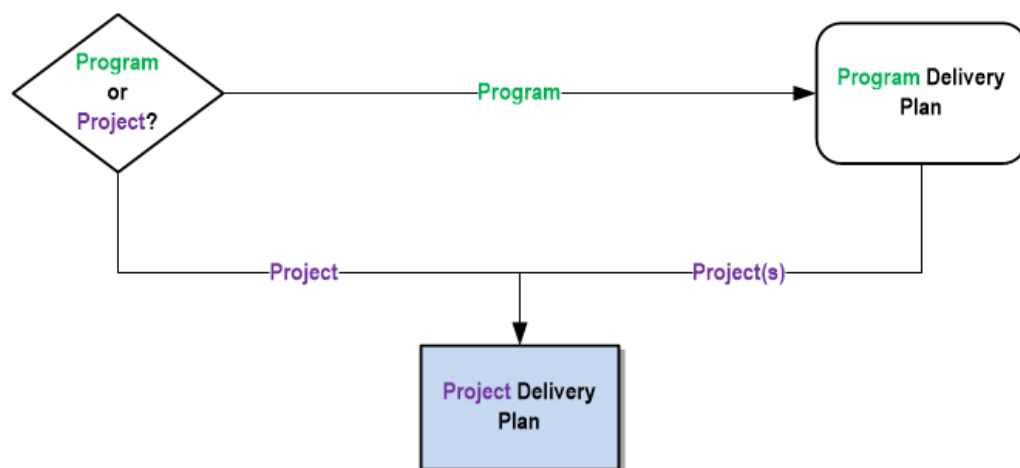 Program
or
Project?
Program
Program Delivery
Plan
Project
Project(s)
Project Delivery
Plan